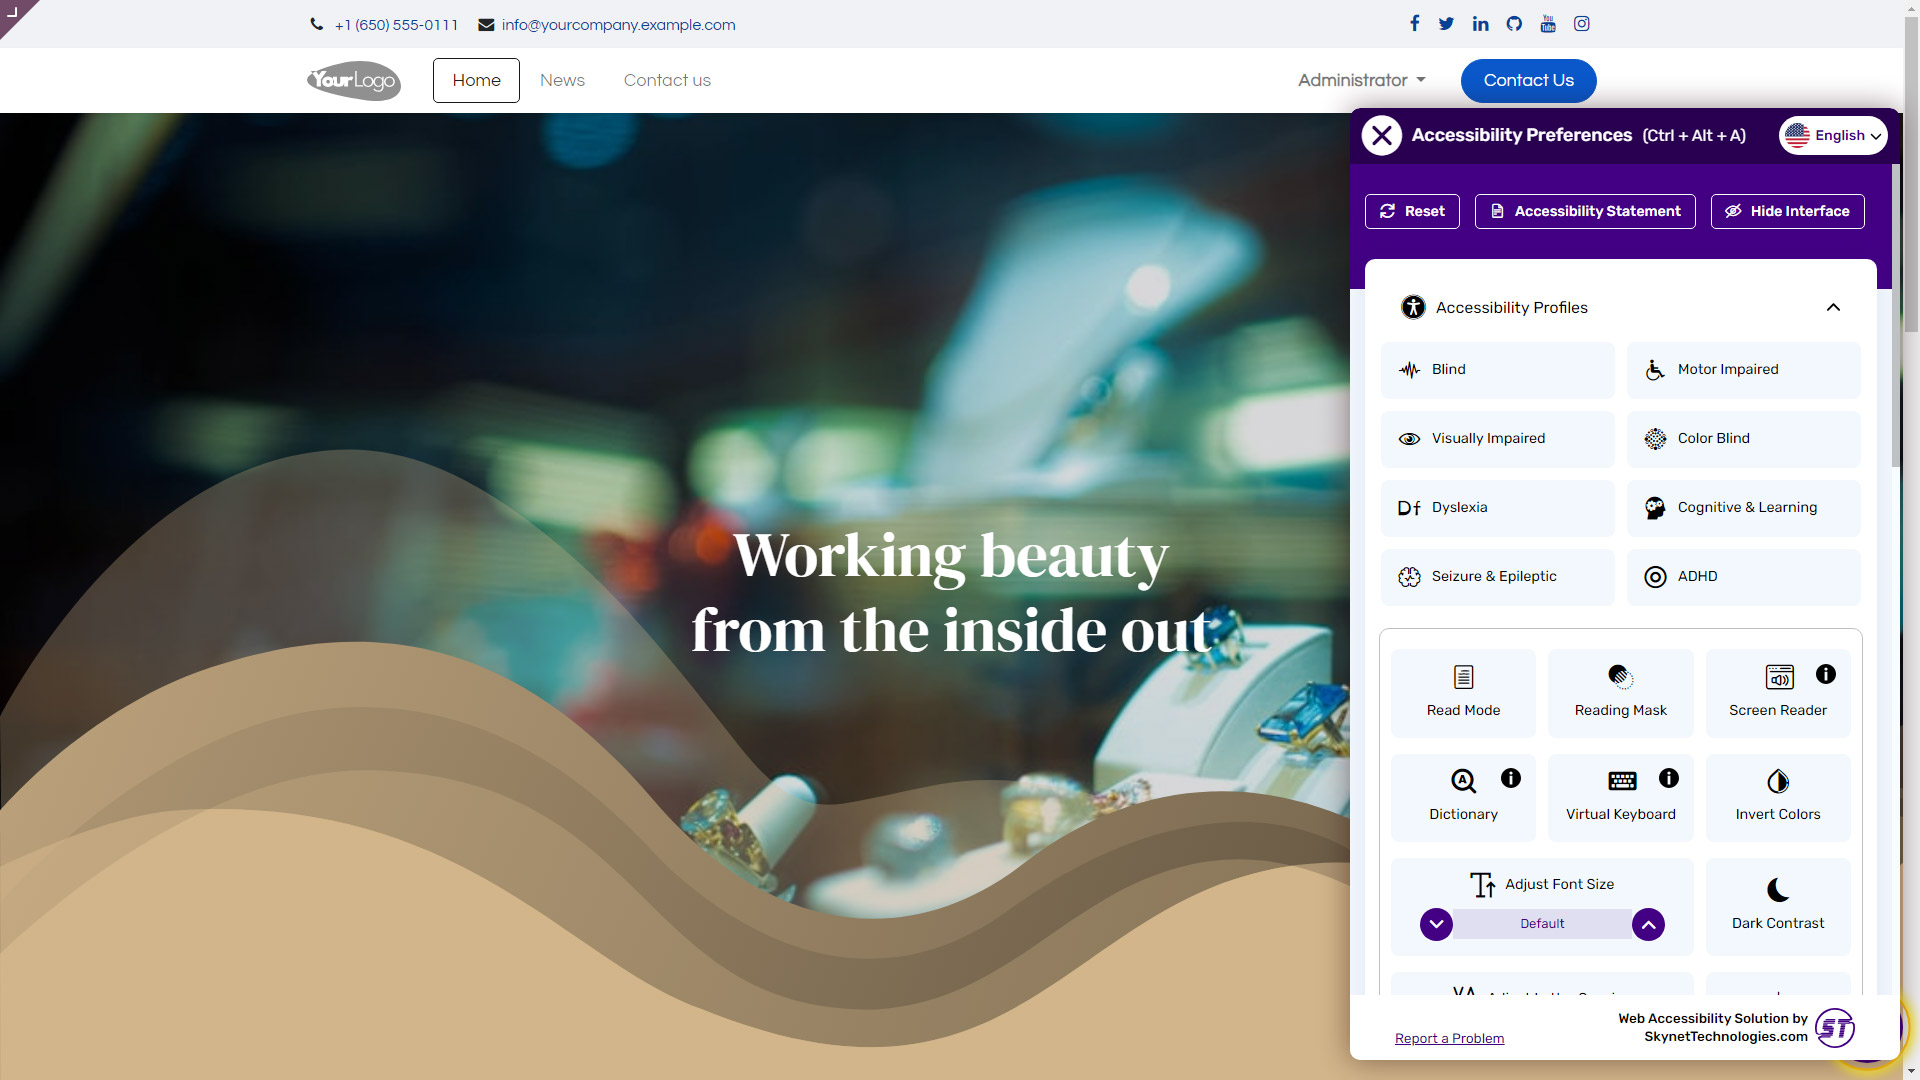 +1 (650) 555-0111 info@yourcompany.example.com
YourLogo Home News Contact us Administrator Contact Us
Accessibility Preferences (Ctrl + Alt + A) English
Reset Accessibility Statement Hide Interface
Accessibility Profiles
Blind Motor Impaired
Visually Impaired Color Blind
Df Dyslexia Cognitive & Learning
Seizure & Epileptic ADHD
Working beauty
from the inside out
Read Mode Reading Mask Screen Reader
Dictionary Virtual Keyboard Invert Colors
Adjust Font Size
Default
Dark Contrast
Report a Problem
Web Accessibility Solution by
SkynetTechnologies.com
ST